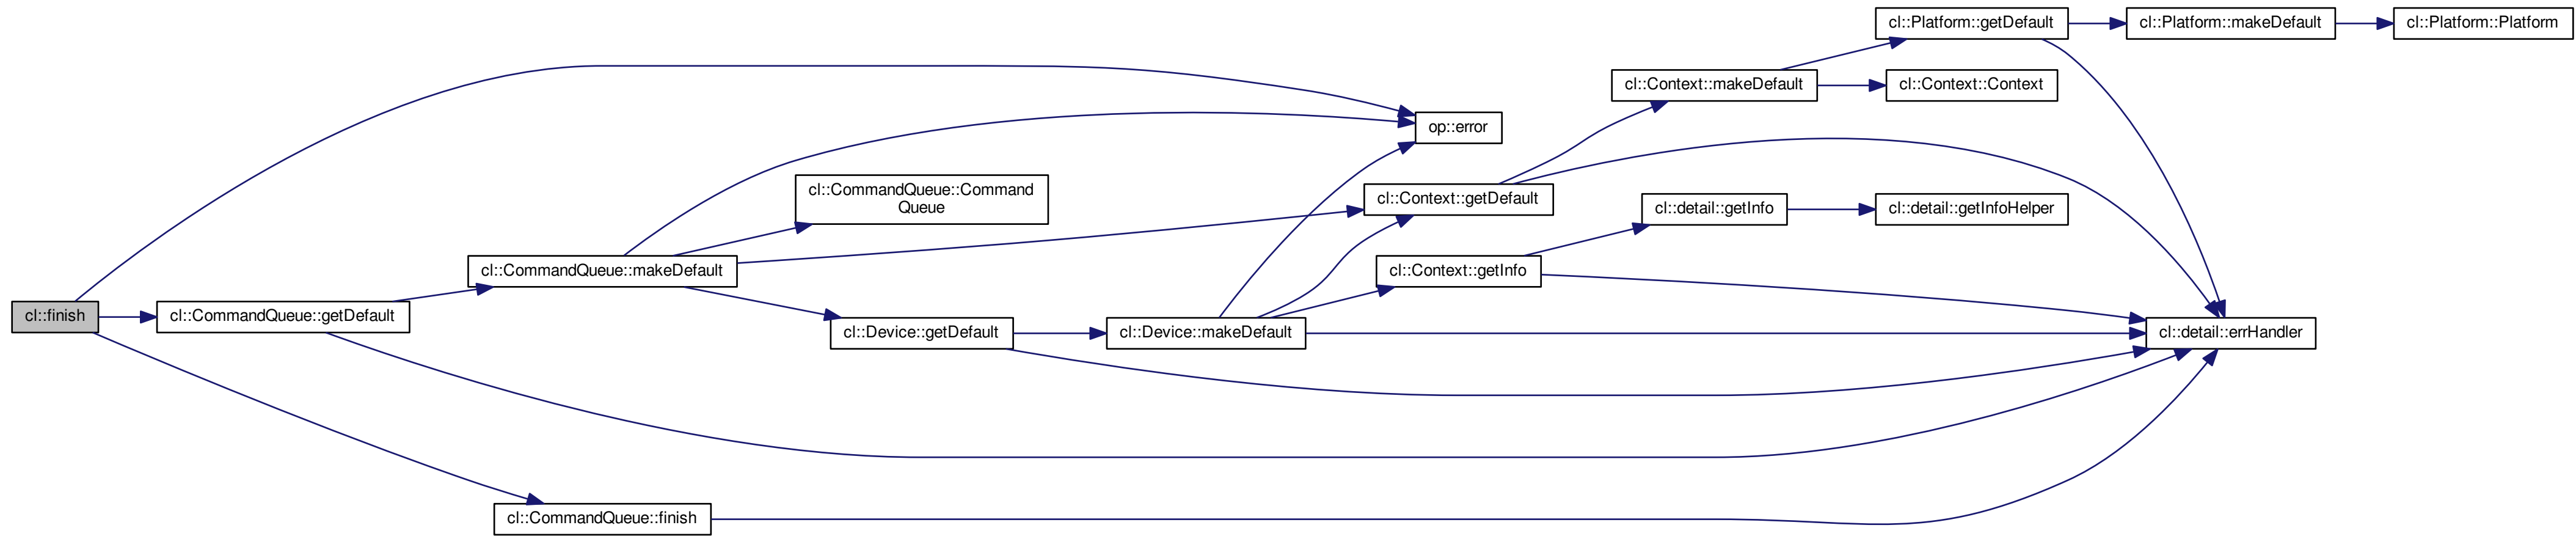 cl::Platform::getDefault
cl::Platform::makeDefault
cl::Platform::Platform
cl::Context::makeDefault
cl::Context::Context
op::error
cl::CommandQueue::Command
Queue
cl::Context::getDefault
cl::detail::getInfo
cl::detail::getInfoHelper
cl::CommandQueue::makeDefault
cl::Context::getInfo
cl::finish
cl::CommandQueue::getDefault
cl::Device::getDefault
cl::Device::makeDefault
cl::detail::errHandler
cl::CommandQueue::finish